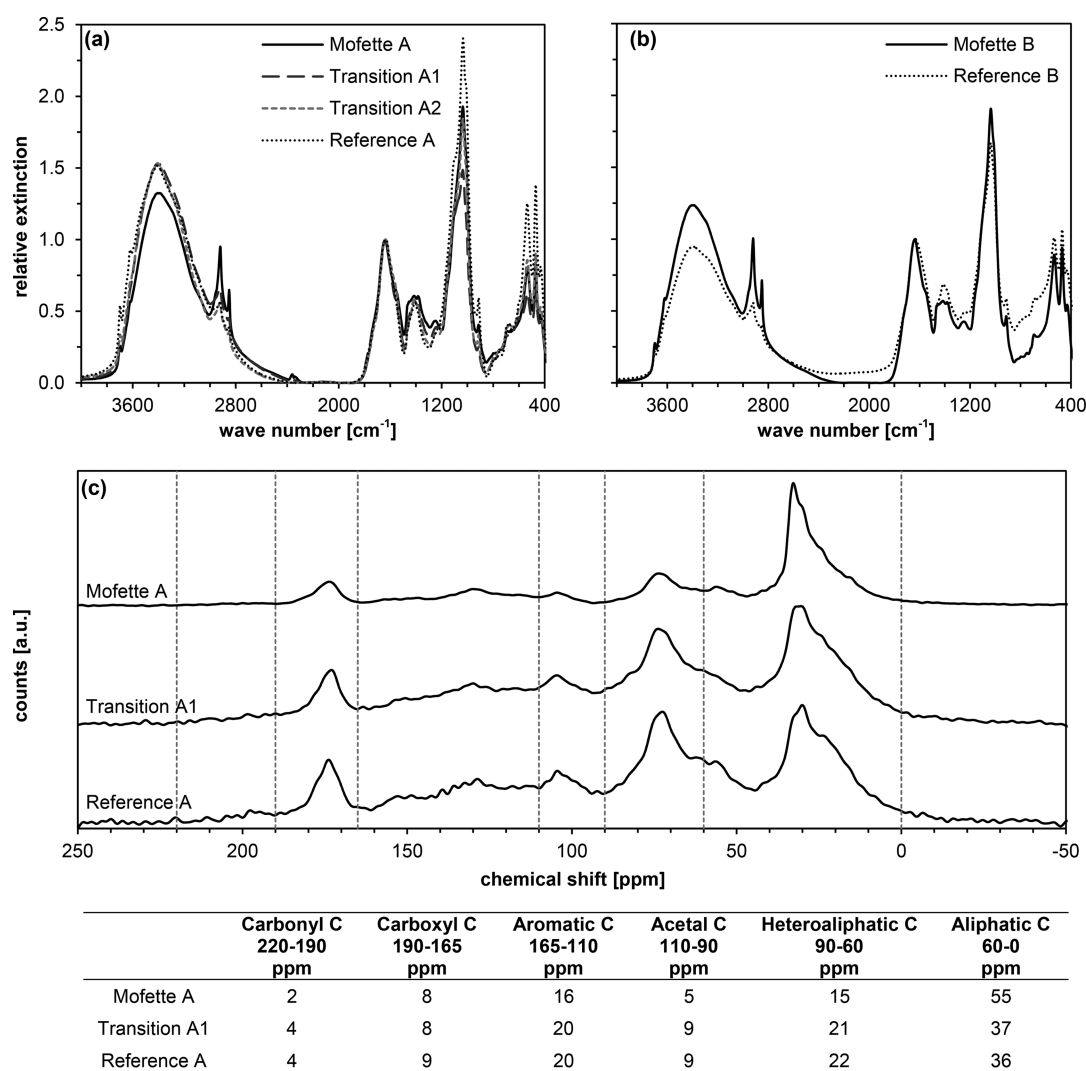 (a)
Mofette A
Transition A1
Transition A2
Reference A
2.5
2.0
1.5
1.0
0.5
0.0
relative extinction
3600 2800 2000 1200 400
wave number [cm-1]
(b)
Mofette B
Reference B
3600 2800 2000 1200 400
wave number [cm-1]
(c)
Mofette A
Transition A1
Reference A
counts [a.u.]
250 200 150 100 50 0 -50
chemical shift [ppm]
Carbonyl C Carboxyl C Aromatic C Acetal C Heteroaliphatic C Aliphatic C
220-190 190-165 165-110 110-90 90-60 60-0
ppm ppm ppm ppm ppm ppm
Mofette A 2 8 16 5 15 55
Transition A1 4 8 20 9 21 37
Reference A 4 9 20 9 22 36